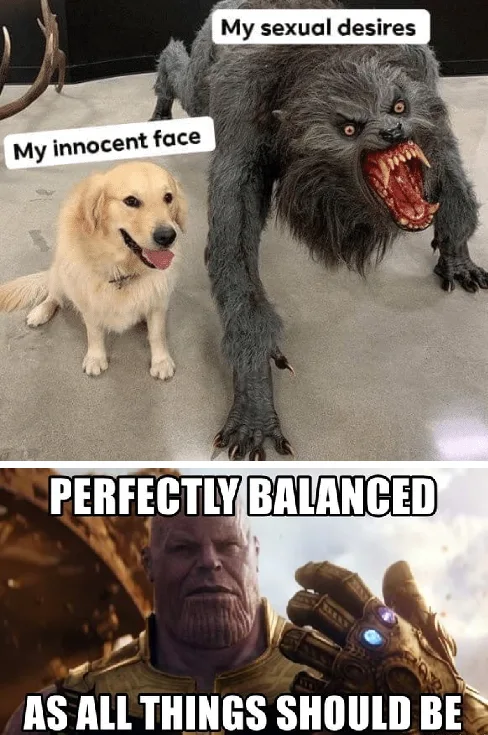 My sexual desires
My innocent face
PERFECTLY BALANCED
AS ALL THINGS SHOULD BE